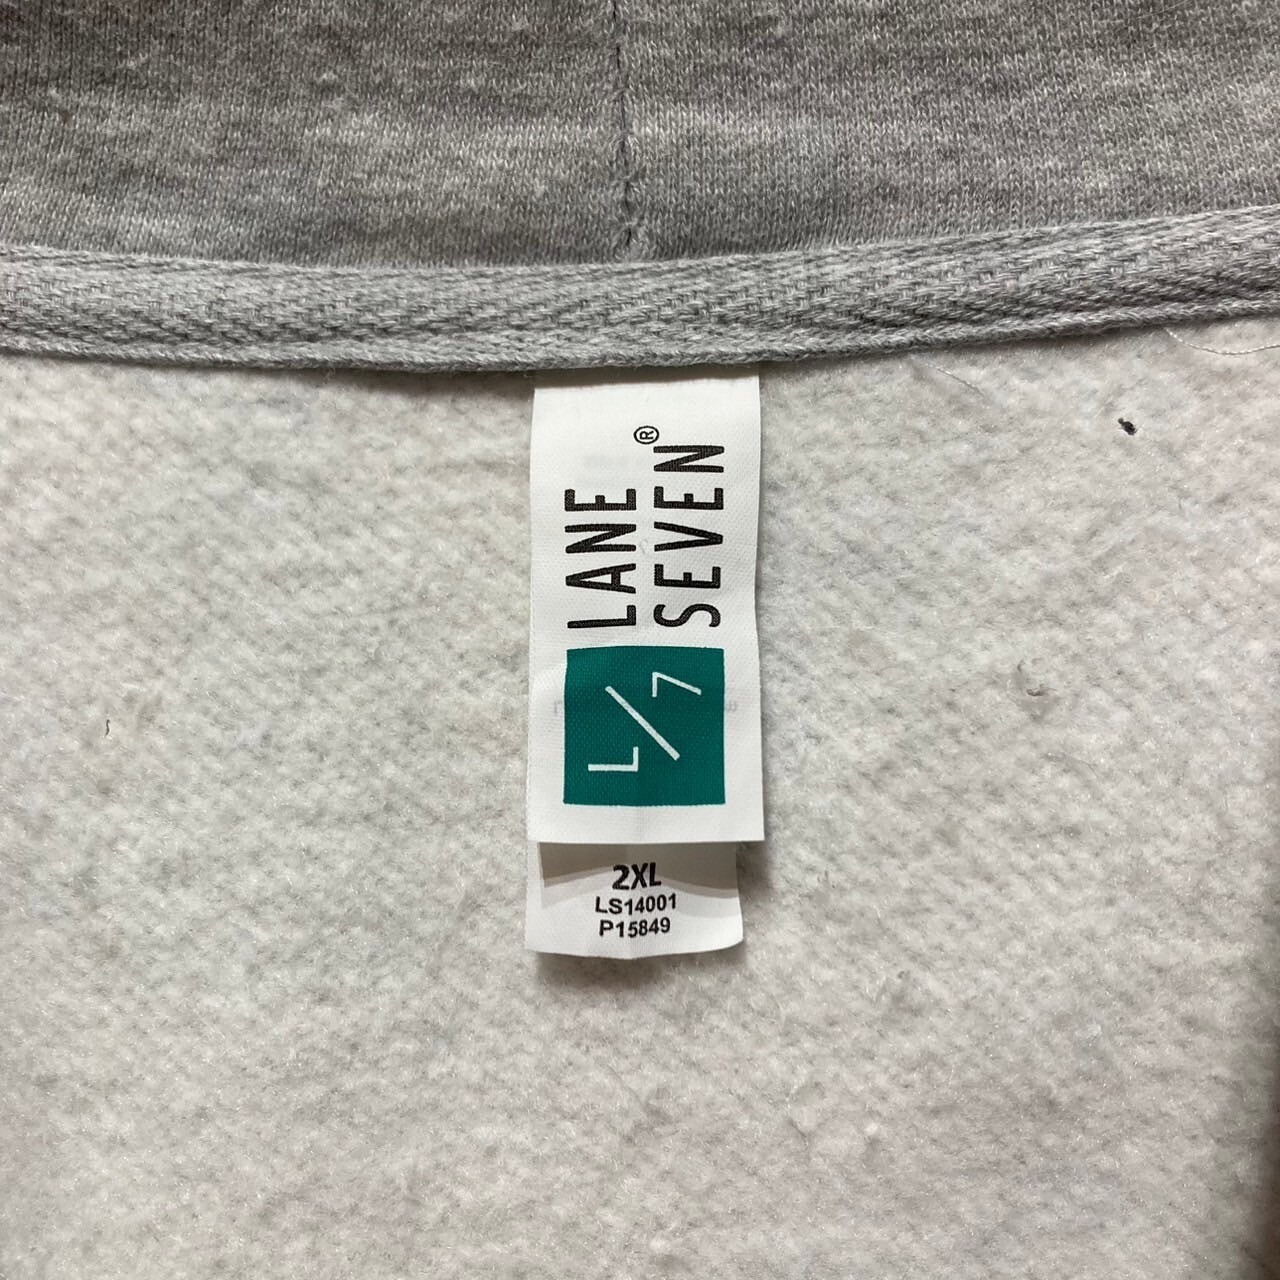 LANE
SEVEN®
L/7
2XL
LS14001
P15849